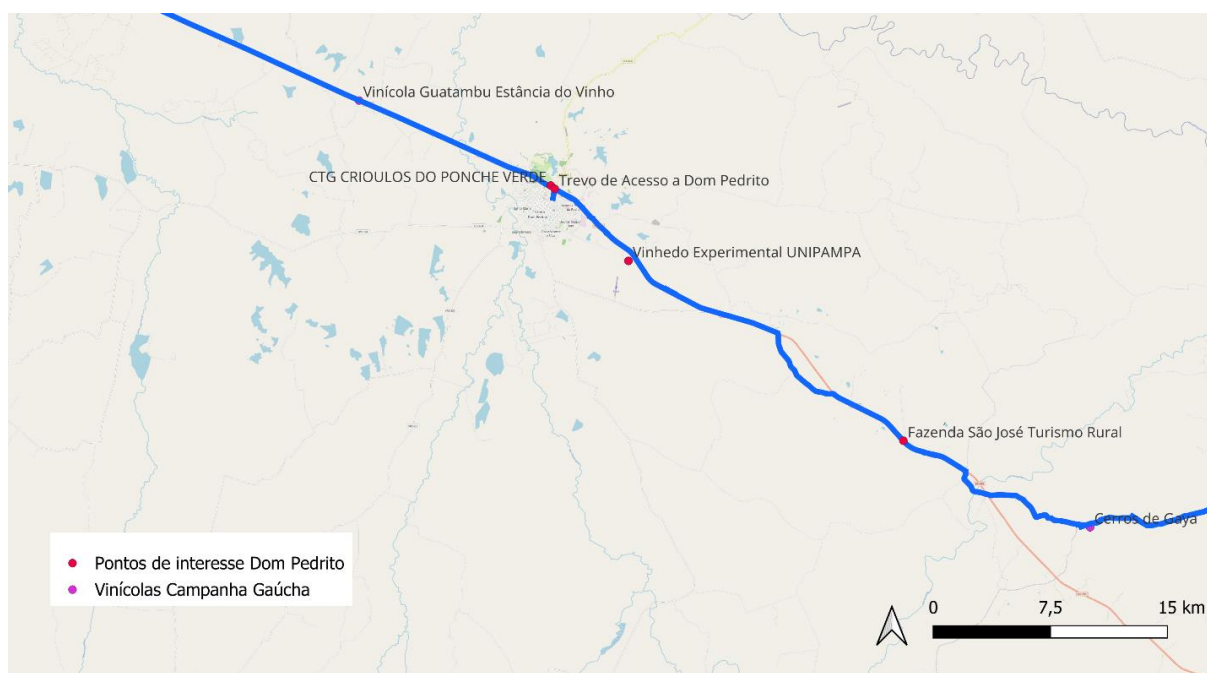 Vinícola Guatambu Estância do Vinho
CTG CRIOULOS DO PONCHE VERDE
Trevo de Acesso a Dom Pedrito
Vinhedo Experimental UNIPAMPA
Fazenda São José Turismo Rural
Cerros de Gaya
Pontos de interesse Dom Pedrito
Vinícolas Campanha Gaúcha
0 7,5 15 km